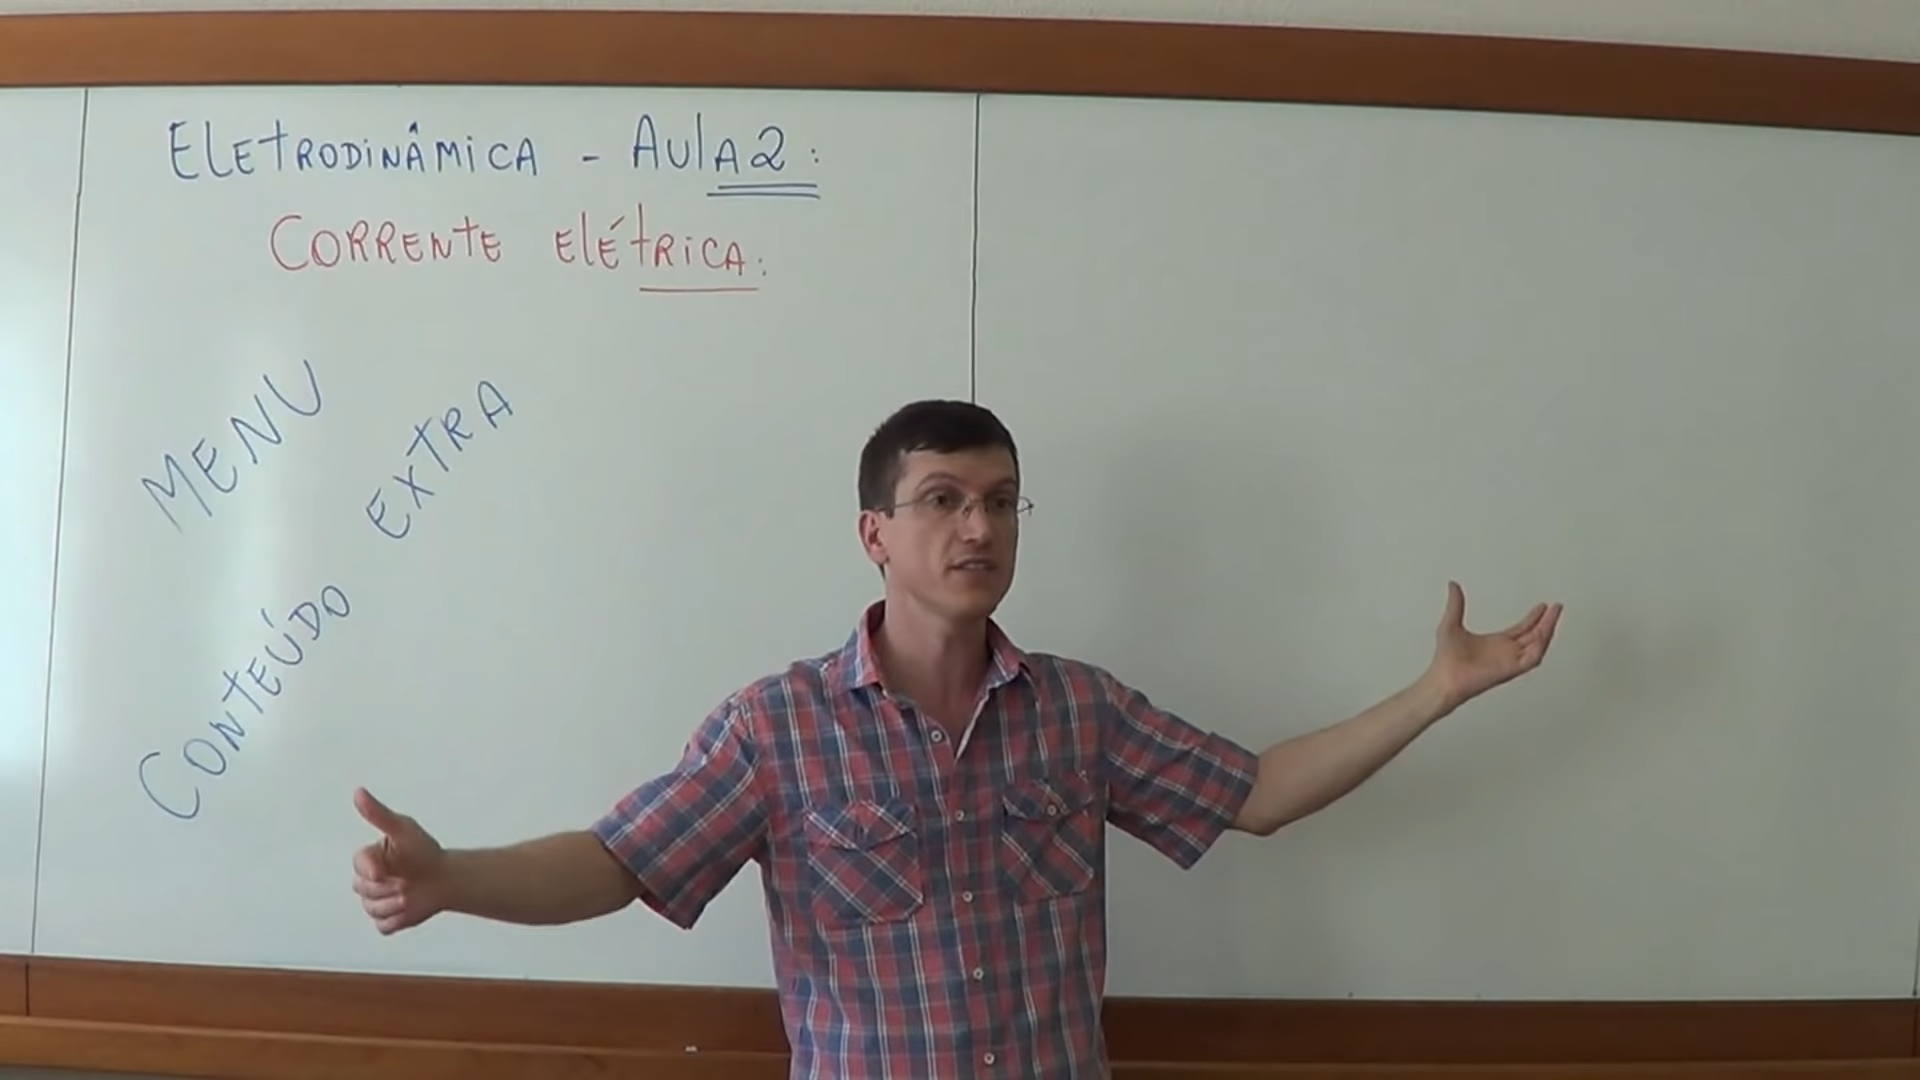 ELETRODINÂMICA - AULA 2:
CORRENTE ELÉTRICA:
MENU
EXTRA
CONTEÚDO